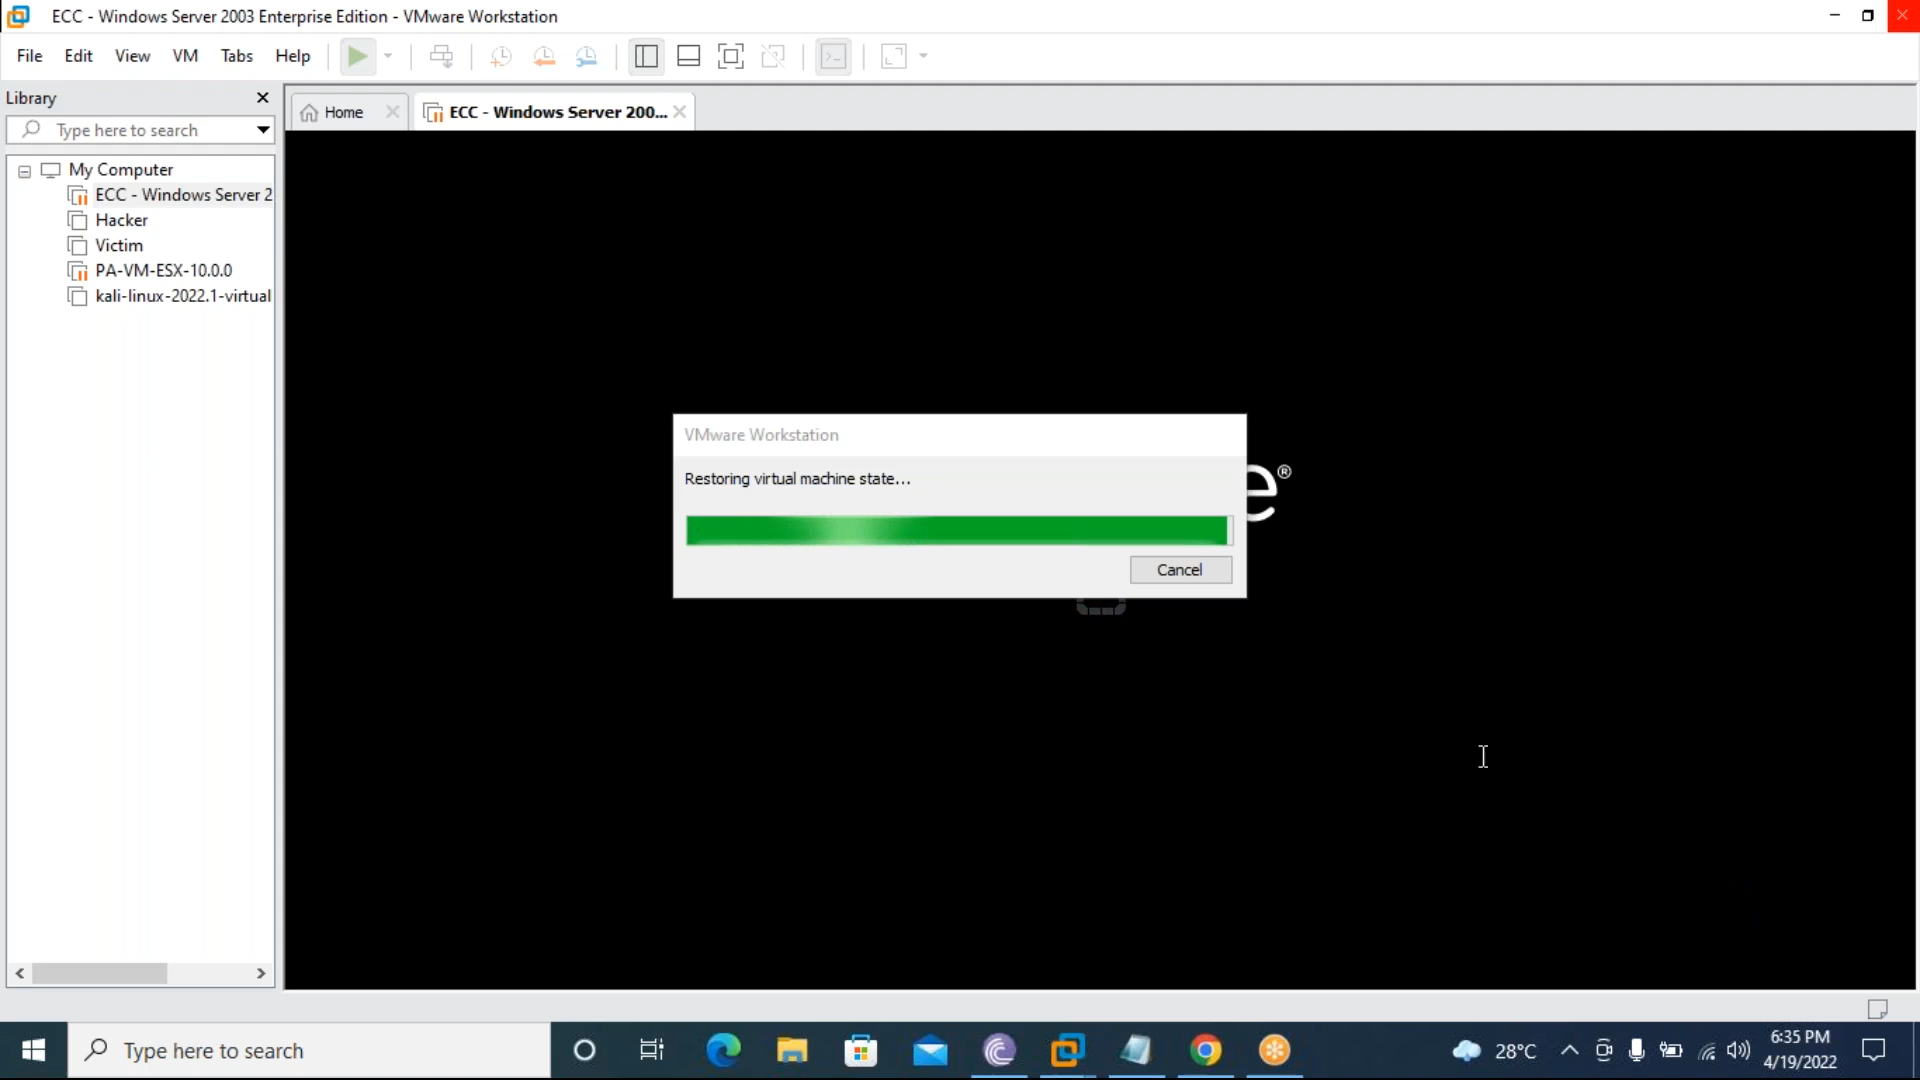 ECC - Windows Server 2003 Enterprise Edition - VMware Workstation
File Edit View VM Tabs Help
Library
Type here to search
My Computer
ECC - Windows Server 2
Hacker
Victim
PA-VM-ESX-10.0.0
kali-linux-2022.1-virtual
Home
ECC - Windows Server 200...
VMware Workstation
Restoring virtual machine state...
Cancel
e®
Type here to search
28°C
6:35 PM
4/19/2022